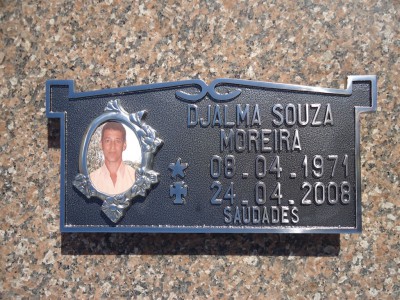 DJALMA SOUZA
MOREIRA
08.04.1971
24.04.2008
SAUDADES